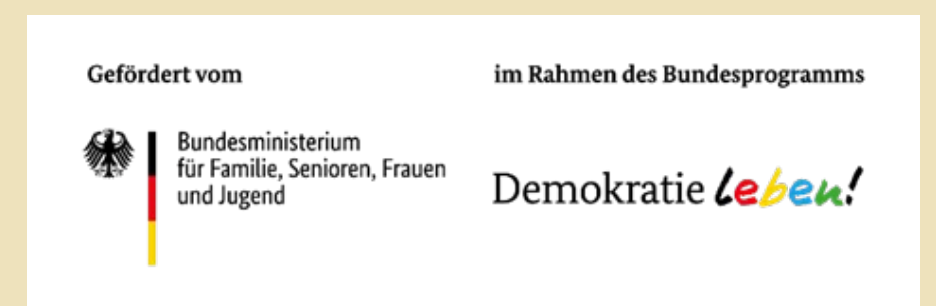 Gefördert vom
im Rahmen des Bundesprogramms
Bundesministerium
für Familie, Senioren, Frauen
und Jugend
Demokratie leben!